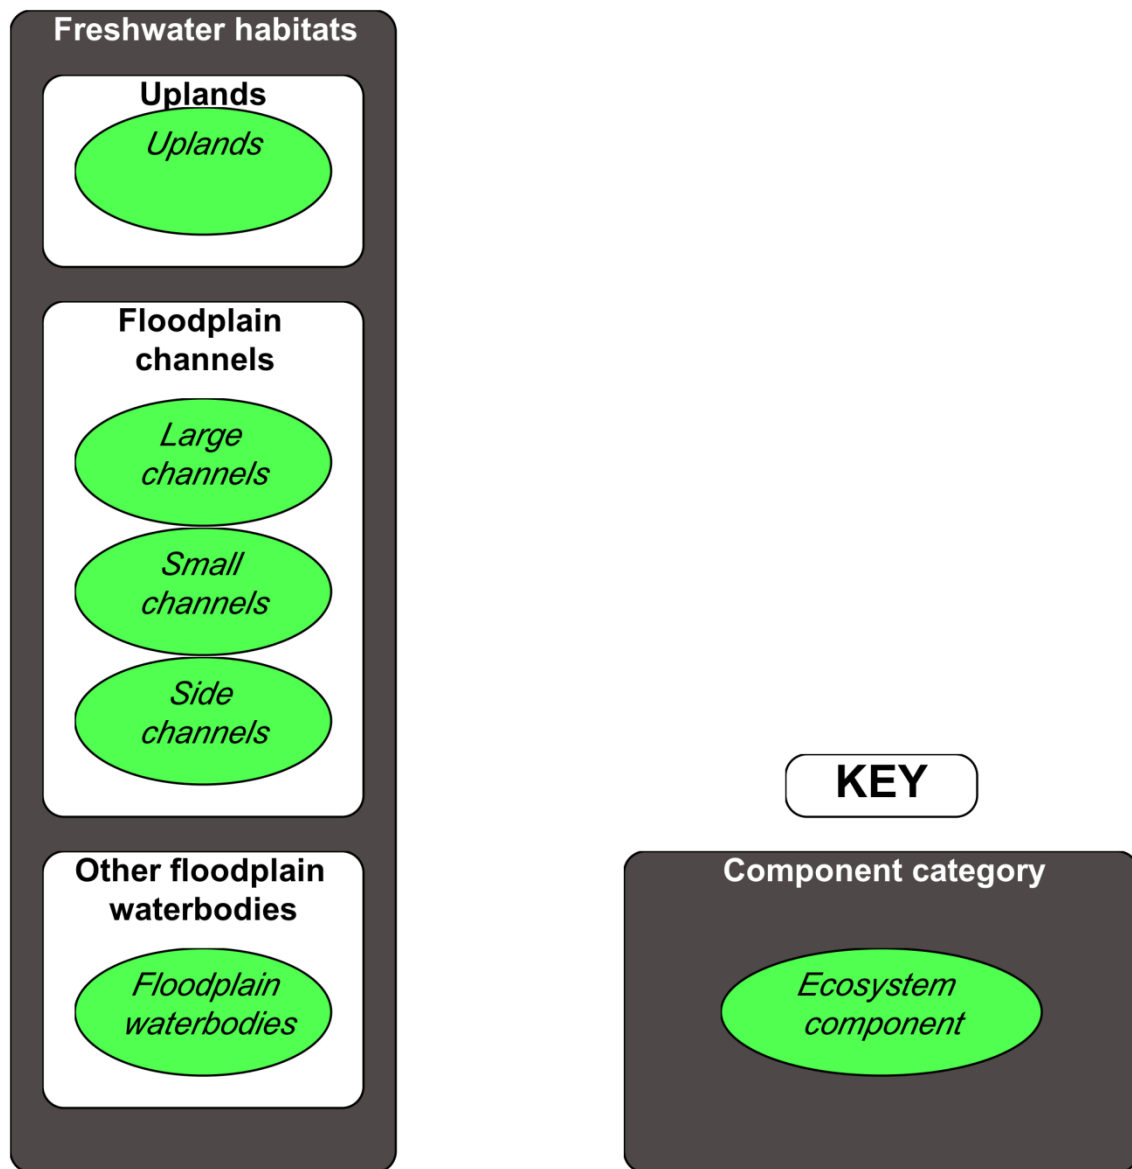 Freshwater habitats
Uplands
Uplands
Floodplain
channels
Large
channels
Small
channels
Side
channels
Other floodplain
waterbodies
Floodplain
waterbodies
KEY
Component category
Ecosystem
component